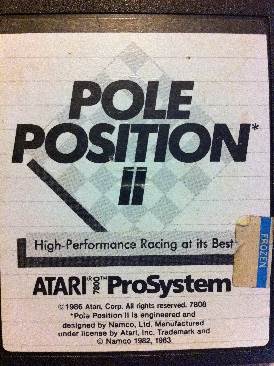 POLE
POSITION*
II
High-Performance Racing at its Best
ATARI® 7800™ ProSystem
© 1986 Atari, Corp. All rights reserved. 7808
*Pole Position II is engineered and
designed by Namco, Ltd. Manufactured
under license by Atari, Inc. Trademark and
© Namco 1982, 1983
FROZEN